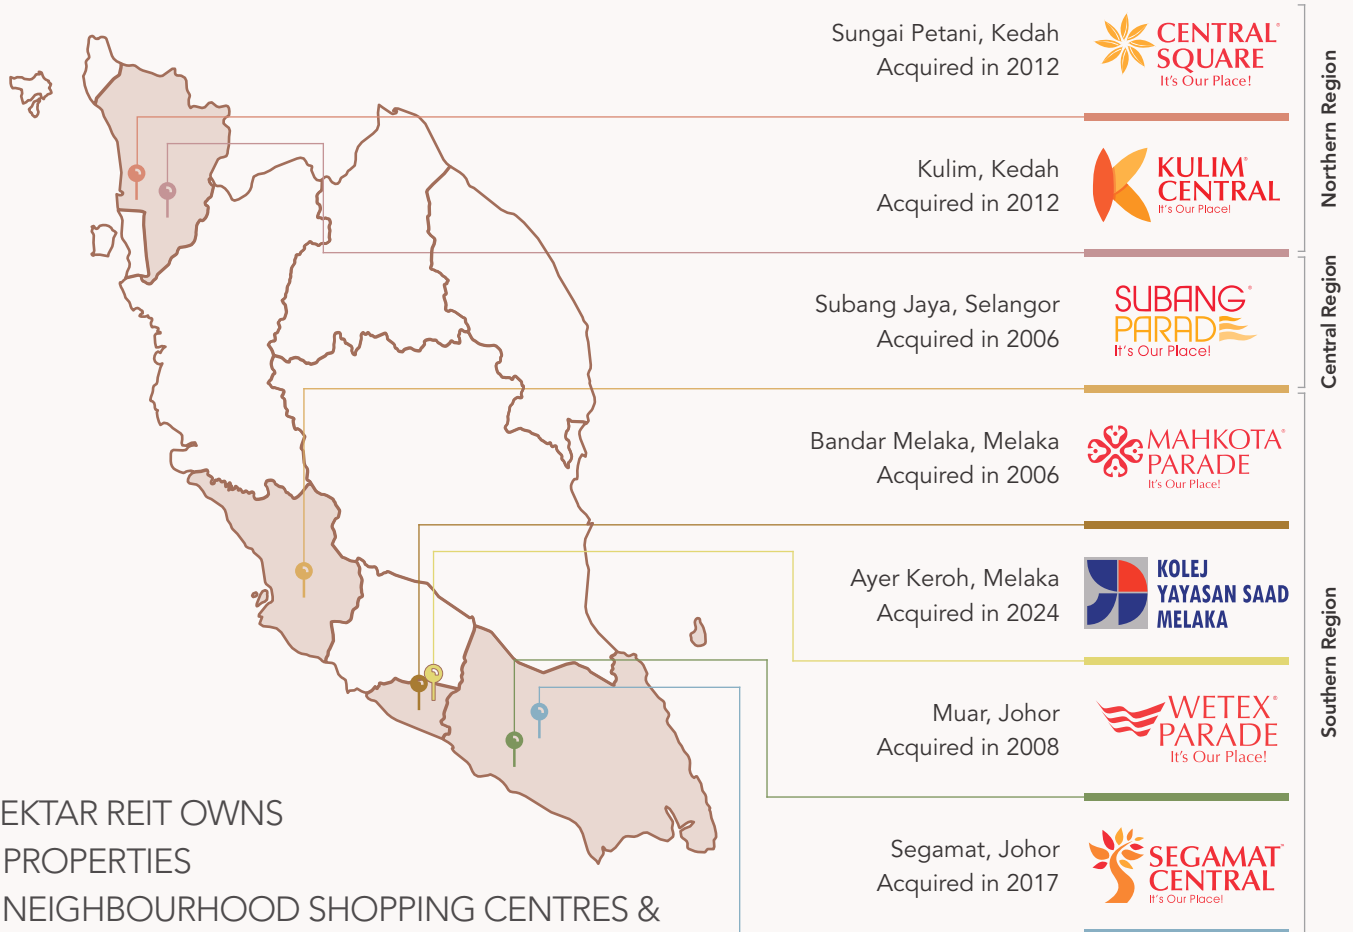 Sungai Petani, Kedah
Acquired in 2012
CENTRAL®
SQUARE
It's Our Place!
Northern Region
Kulim, Kedah
Acquired in 2012
KULIM®
CENTRAL
It's Our Place!
Central Region
Subang Jaya, Selangor
Acquired in 2006
SUBANG®
PARADE
It's Our Place!
Bandar Melaka, Melaka
Acquired in 2006
MAHKOTA®
PARADE
It's Our Place!
Southern Region
Ayer Keroh, Melaka
Acquired in 2024
KOLEJ
YAYASAN SAAD
MELAKA
Muar, Johor
Acquired in 2008
WETEX®
PARADE
It's Our Place!
Segamat, Johor
Acquired in 2017
SEGAMAT®
CENTRAL
It's Our Place!
EKTAR REIT OWNS
PROPERTIES
NEIGHBOURHOOD SHOPPING CENTRES &